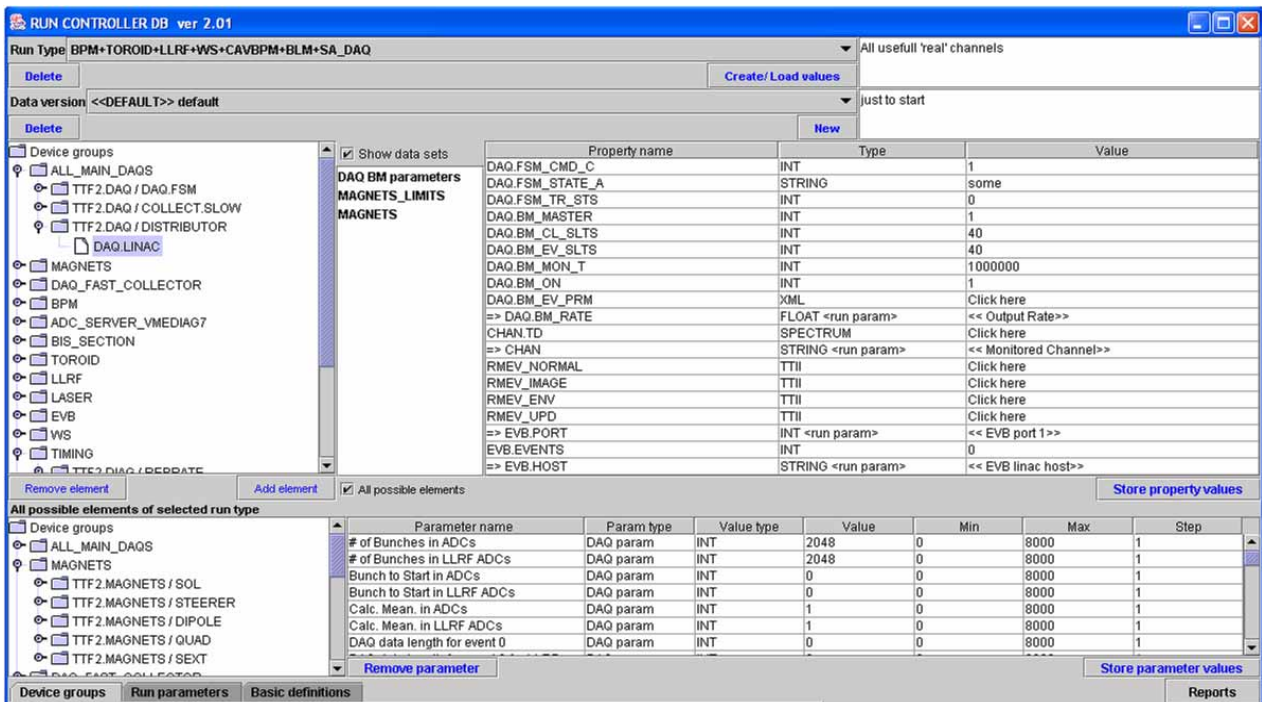 RUN CONTROLLER DB ver 2.01
Run Type BPM+TOROID+LLRF+WS+CAVBPM+BLM+SA_DAQ
All usefull 'real' channels
Delete Create/Load values
Data version <<DEFAULT>> default
just to start
Delete New
Device groups
ALL_MAIN_DAQS
TTF2.DAQ / DAQ.FSM
TTF2.DAQ / COLLECT.SLOW
TTF2.DAQ / DISTRIBUTOR
DAQ.LINAC
MAGNETS
DAQ_FAST_COLLECTOR
BPM
ADC_SERVER_VMEDIAG7
BIS_SECTION
TOROID
LLRF
LASER
EVB
WS
TIMING
TTF2.DIAG / REPRATE
Show data sets
DAQ BM parameters
MAGNETS_LIMITS
MAGNETS
Property name Type Value
DAQ.FSM_CMD_C INT 1
DAQ.FSM_STATE_A STRING some
DAQ.FSM_TR_STS INT 0
DAQ.BM_MASTER INT 1
DAQ.BM_CL_SLTS INT 40
DAQ.BM_EV_SLTS INT 40
DAQ.BM_MON_T INT 1000000
DAQ.BM_ON INT 1
DAQ.BM_EV_PRM XML Click here
=> DAQ.BM_RATE FLOAT <run param> << Output Rate>>
CHAN.TD SPECTRUM Click here
=> CHAN STRING <run param> << Monitored Channel>>
RMEV_NORMAL TTII Click here
RMEV_IMAGE TTII Click here
RMEV_ENV TTII Click here
RMEV_UPD TTII Click here
=> EVB.PORT INT <run param> << EVB port 1>>
EVB.EVENTS INT 0
=> EVB.HOST STRING <run param> << EVB linac host>>
Remove element Add element All possible elements Store property values
All possible elements of selected run type
Device groups
ALL_MAIN_DAQS
MAGNETS
TTF2.MAGNETS / SOL
TTF2.MAGNETS / STEERER
TTF2.MAGNETS / DIPOLE
TTF2.MAGNETS / QUAD
TTF2.MAGNETS / SEXT
DAQ_FAST_COLLECTOR
Parameter name Param type Value type Value Min Max Step
# of Bunches in ADCs DAQ param INT 2048 0 8000 1
# of Bunches in LLRF ADCs DAQ param INT 2048 0 8000 1
Bunch to Start in ADCs DAQ param INT 0 0 8000 1
Bunch to Start in LLRF ADCs DAQ param INT 0 0 8000 1
Calc. Mean. in ADCs DAQ param INT 1 0 8000 1
Calc. Mean. in LLRF ADCs DAQ param INT 1 0 8000 1
DAQ data length for event 0 DAQ param INT 0 0 8000 1
Remove parameter Store parameter values
Device groups Run parameters Basic definitions Reports